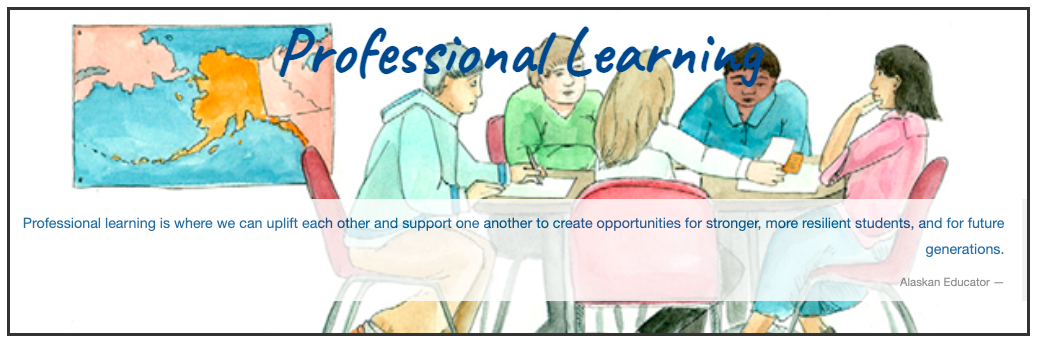 Professional Learning
Professional learning is where we can uplift each other and support one another to create opportunities for stronger, more resilient students, and for future
generations.
Alaskan Educator —